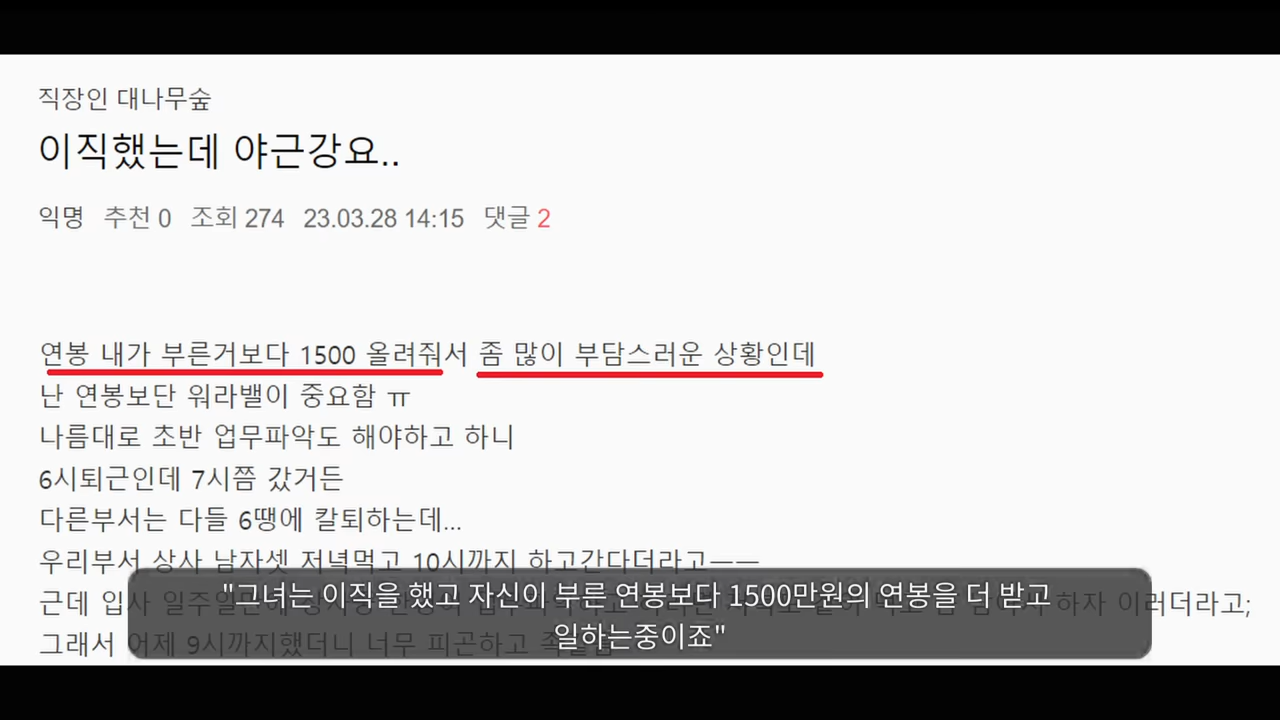 직장인 대나무숲
이직했는데 야근강요..
익명 추천 0 조회 274 23.03.28 14:15 댓글 2
연봉 내가 부른거보다 1500 올려줘서 좀 많이 부담스러운 상황인데
난 연봉보단 워라밸이 중요함 ㅠ
나름대로 초반 업무파악도 해야하고 하니
6시퇴근인데 7시쯤 갔거든
다른부서는 다들 6땡에 칼퇴하는데...
우리부서 상사 남자셋 저녁먹고 10시까지 하고간다더라고ㅡㅡ
근데 입사 일주일 하자 이러더라고;
그래서 어제 9시까지했더니 너무 피곤하고
"그녀는 이직을 했고 자신이 부른 연봉보다 1500만원의 연봉을 더 받고
일하는중이죠"